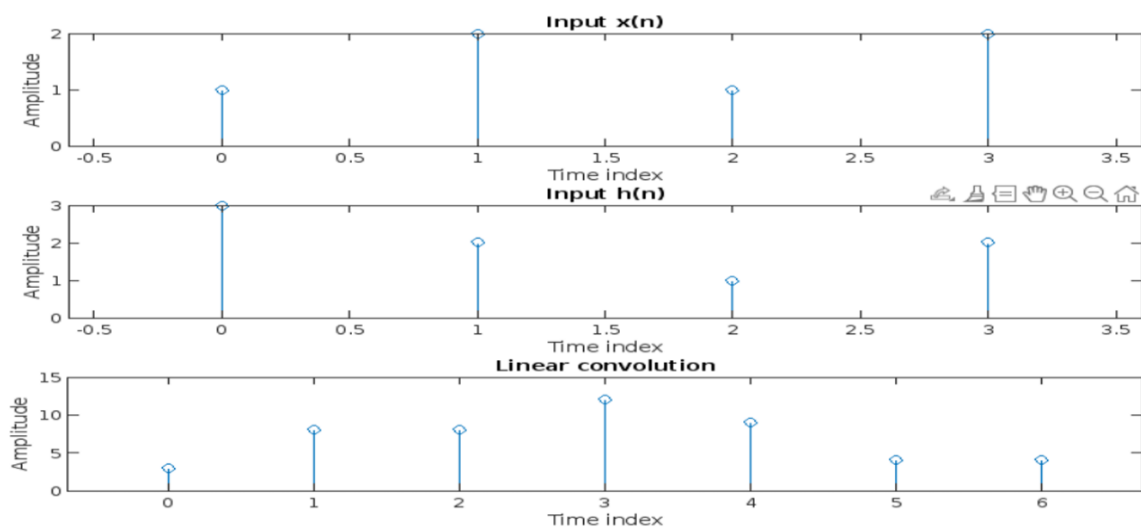 Input x(n)
2
1
0
Amplitude
-0.5 0 0.5 1 1.5 2 2.5 3 3.5
Time index
Input h(n)
3
2
1
0
Amplitude
-0.5 0 0.5 1 1.5 2 2.5 3 3.5
Time index
Linear convolution
15
10
5
0
Amplitude
0 1 2 3 4 5 6
Time index